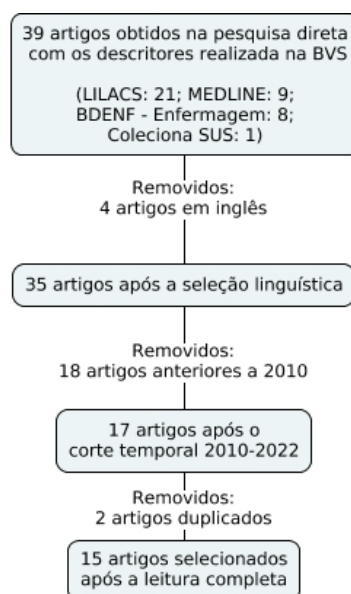 39 artigos obtidos na pesquisa direta
com os descritores realizada na BVS
(LILACS: 21; MEDLINE: 9;
BDENF - Enfermagem: 8;
Coleciona SUS: 1)
Removidos:
4 artigos em inglês
35 artigos após a seleção linguística
Removidos:
18 artigos anteriores a 2010
17 artigos após o
corte temporal 2010-2022
Removidos:
2 artigos duplicados
15 artigos selecionados
após a leitura completa